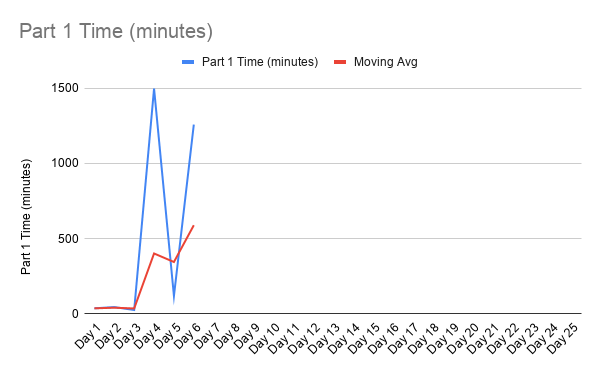 Part 1 Time (minutes)
Part 1 Time (minutes) Moving Avg
Part 1 Time (minutes)
1500
1000
500
0
Day 1
Day 2
Day 3
Day 4
Day 5
Day 6
Day 7
Day 8
Day 9
Day 10
Day 11
Day 12
Day 13
Day 14
Day 15
Day 16
Day 17
Day 18
Day 19
Day 20
Day 21
Day 22
Day 23
Day 24
Day 25